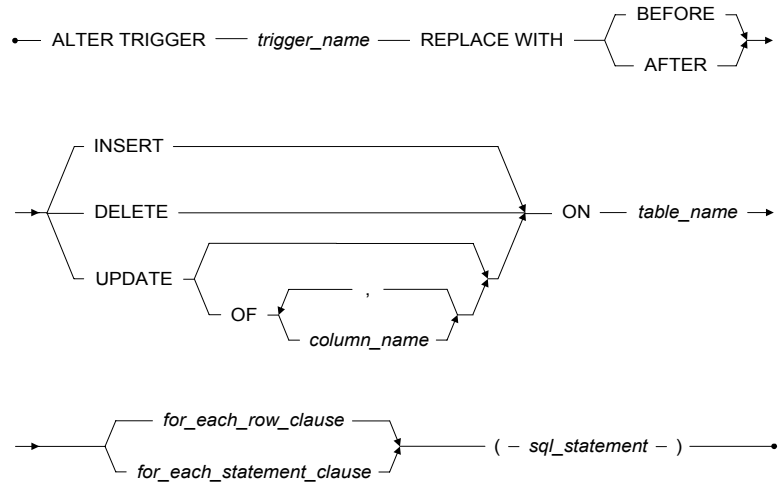 BEFORE
ALTER TRIGGER trigger_name REPLACE WITH
AFTER
INSERT
DELETE ON table_name
UPDATE
OF ,
column_name
for_each_row_clause
( sql_statement )
for_each_statement_clause